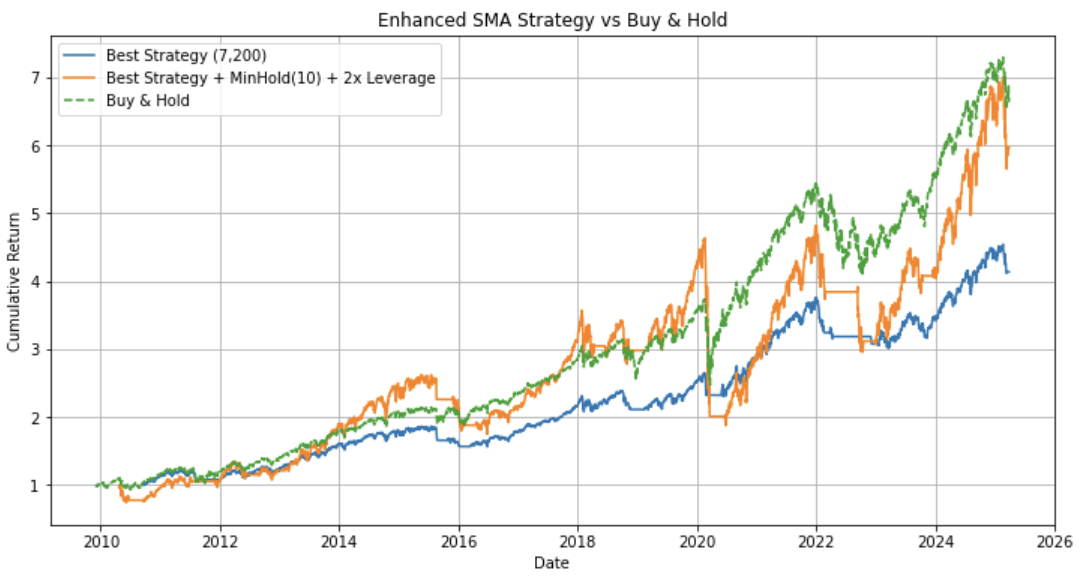 Enhanced SMA Strategy vs Buy & Hold
Best Strategy (7,200)
Best Strategy + MinHold(10) + 2x Leverage
Buy & Hold
Cumulative Return
7
6
5
4
3
2
1
2010 2012 2014 2016 2018 2020 2022 2024 2026
Date